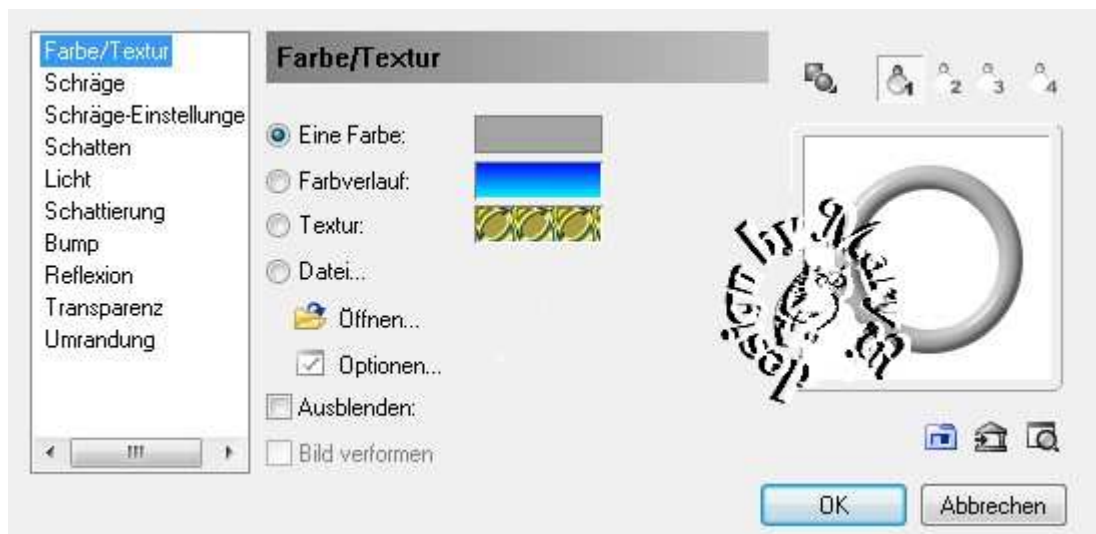 Farbe/Textur
Schräge
Schräge-Einstellunge
Schatten
Licht
Schattierung
Bump
Reflexion
Transparenz
Umrandung
Farbe/Textur
Eine Farbe:
Farbverlauf:
Textur:
Datei...
Öffnen...
Optionen...
Ausblenden:
Bild verformen
1 2 3 4
OK
Abbrechen